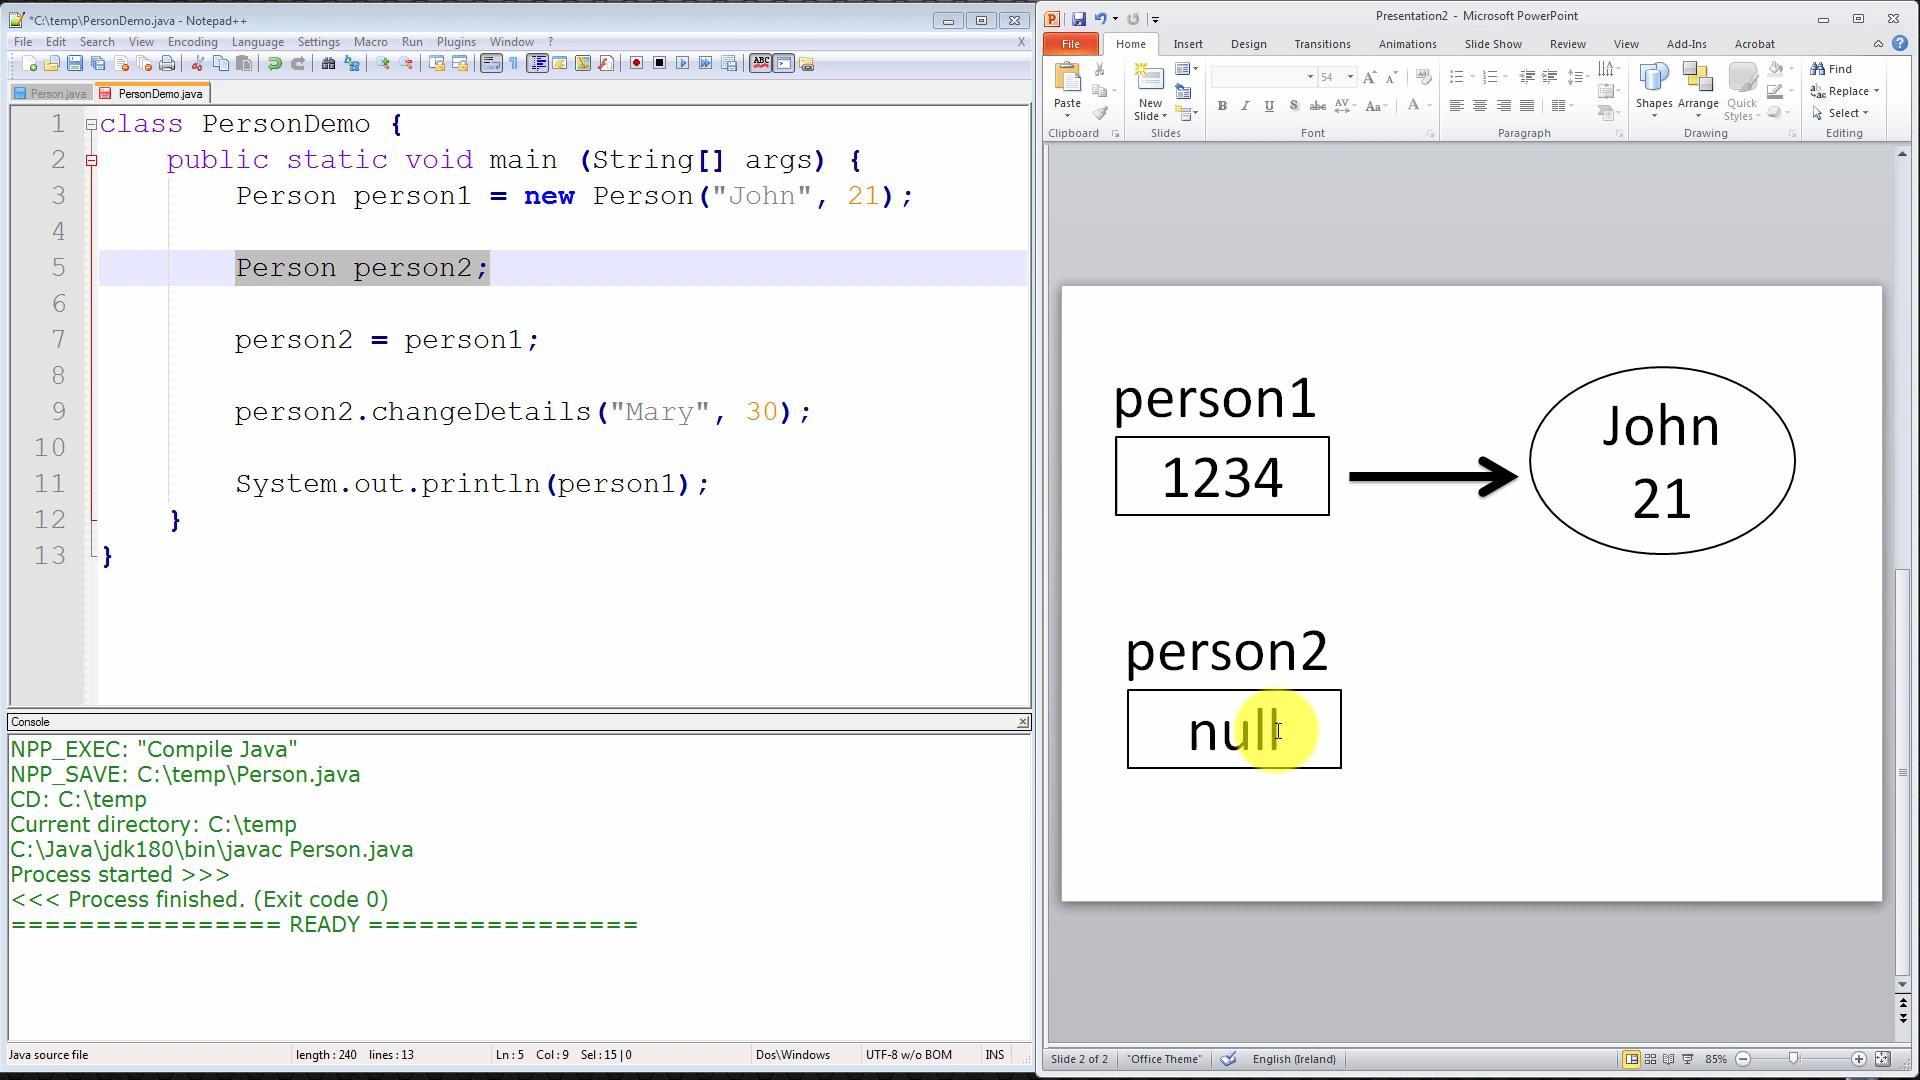 *C:\temp\PersonDemo.java - Notepad++
File Edit Search View Encoding Language Settings Macro Run Plugins Window ? X
Person.java PersonDemo.java
1 class PersonDemo {
2 public static void main (String[] args) {
3 Person person1 = new Person("John", 21);
4
5 Person person2;
6
7 person2 = person1;
8
9 person2.changeDetails("Mary", 30);
10
11 System.out.println(person1);
12 }
13 }
Console
NPP_EXEC: "Compile Java"
NPP_SAVE: C:\temp\Person.java
CD: C:\temp
Current directory: C:\temp
C:\Java\jdk180\bin\javac Person.java
Process started >>>
<<< Process finished. (Exit code 0)
================ READY ================
Java source file length : 240 lines : 13 Ln : 5 Col : 9 Sel : 15 | 0 Dos\Windows UTF-8 w/o BOM INS
Presentation2 - Microsoft PowerPoint
File Home Insert Design Transitions Animations Slide Show Review View Add-Ins Acrobat
Paste
New
Slide
54
Shapes Arrange Quick
Styles
Find
Replace
Select
Clipboard Slides Font Paragraph Drawing Editing
person1
1234
John
21
person2
null
Slide 2 of 2 "Office Theme" English (Ireland) 85%